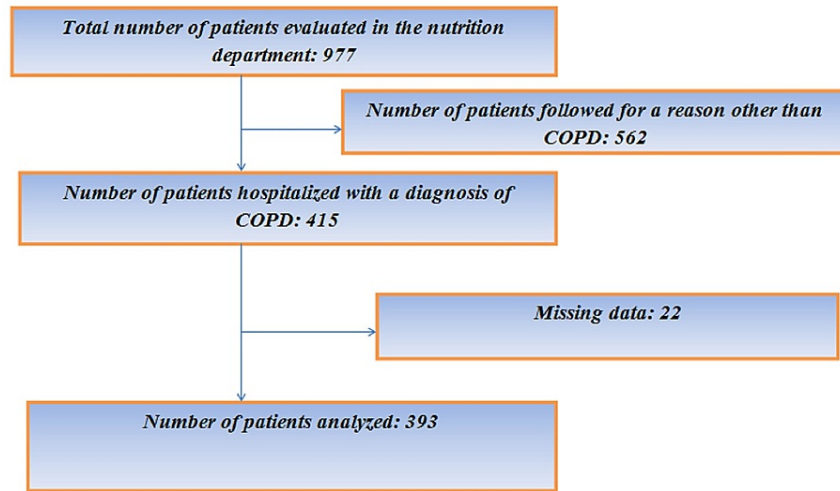 Total number of patients evaluated in the nutrition
department: 977
Number of patients followed for a reason other than
COPD: 562
Number of patients hospitalized with a diagnosis of
COPD: 415
Missing data: 22
Number of patients analyzed: 393